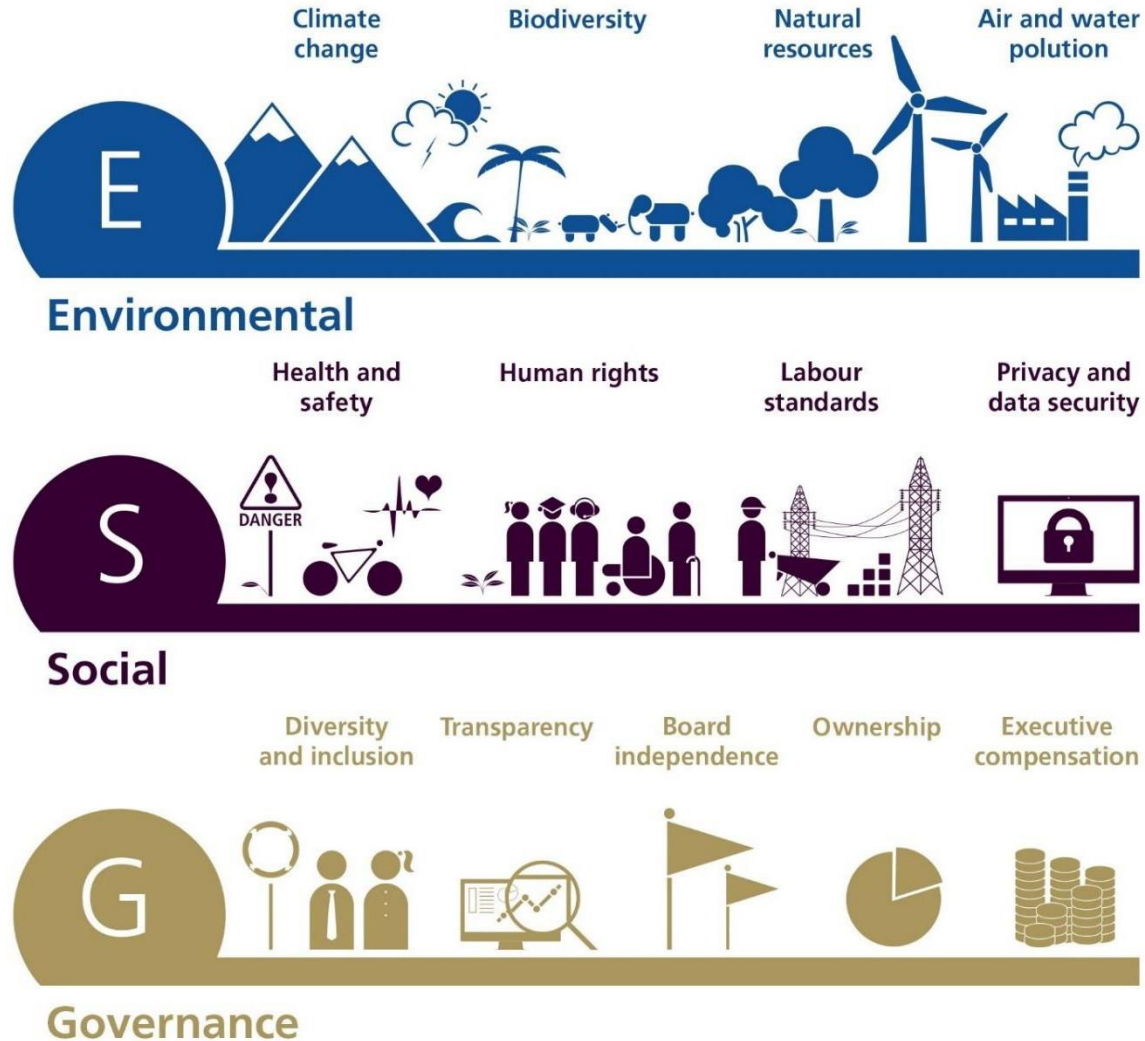 Climate
change
Biodiversity
Natural
resources
Air and water
polution
E
Environmental
Health and
safety
Human rights
Labour
standards
Privacy and
data security
DANGER
S
Social
Diversity
and inclusion
Transparency
Board
independence
Ownership
Executive
compensation
G
Governance